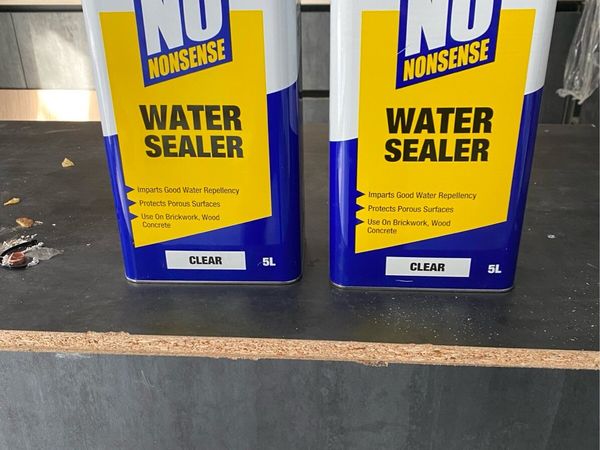 NO
NONSENSE
WATER
SEALER
Imparts Good Water Repellency
Protects Porous Surfaces
Use On Brickwork, Wood
Concrete
CLEAR
5L
NO
NONSENSE
WATER
SEALER
Imparts Good Water Repellency
Protects Porous Surfaces
Use On Brickwork, Wood
Concrete
CLEAR
5L